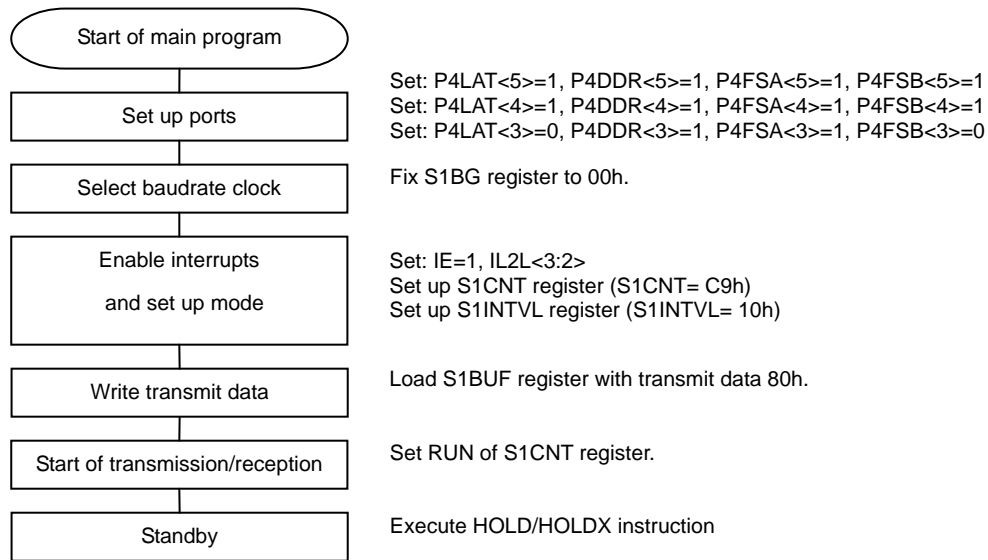 Start of main program
Set up ports
Set: P4LAT<5>=1, P4DDR<5>=1, P4FSA<5>=1, P4FSB<5>=1
Set: P4LAT<4>=1, P4DDR<4>=1, P4FSA<4>=1, P4FSB<4>=1
Set: P4LAT<3>=0, P4DDR<3>=1, P4FSA<3>=1, P4FSB<3>=0
Select baudrate clock
Fix S1BG register to 00h.
Enable interrupts
and set up mode
Set: IE=1, IL2L<3:2>
Set up S1CNT register (S1CNT= C9h)
Set up S1INTVL register (S1INTVL= 10h)
Write transmit data
Load S1BUF register with transmit data 80h.
Start of transmission/reception
Set RUN of S1CNT register.
Standby
Execute HOLD/HOLDX instruction